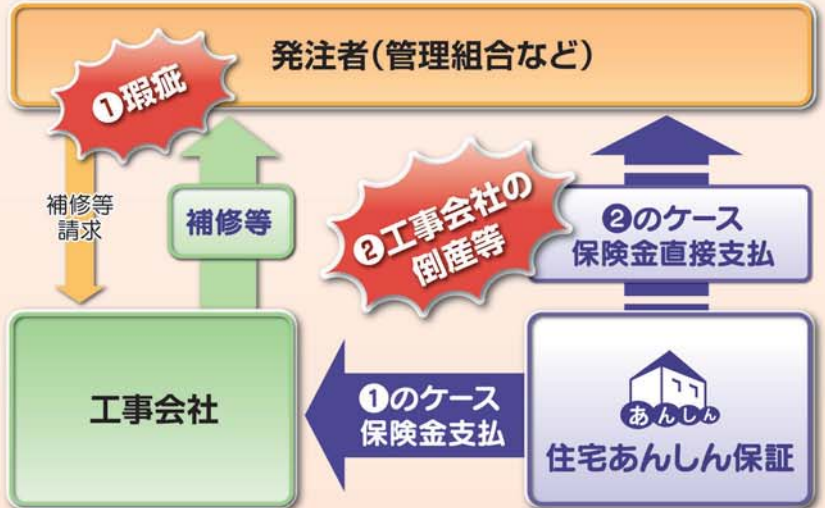 発注者(管理組合など)
❶瑕疵
補修等
請求
補修等
❷工事会社の
倒産等
❷のケース
保険金直接支払
工事会社
❶のケース
保険金支払
あんしん
住宅あんしん保証